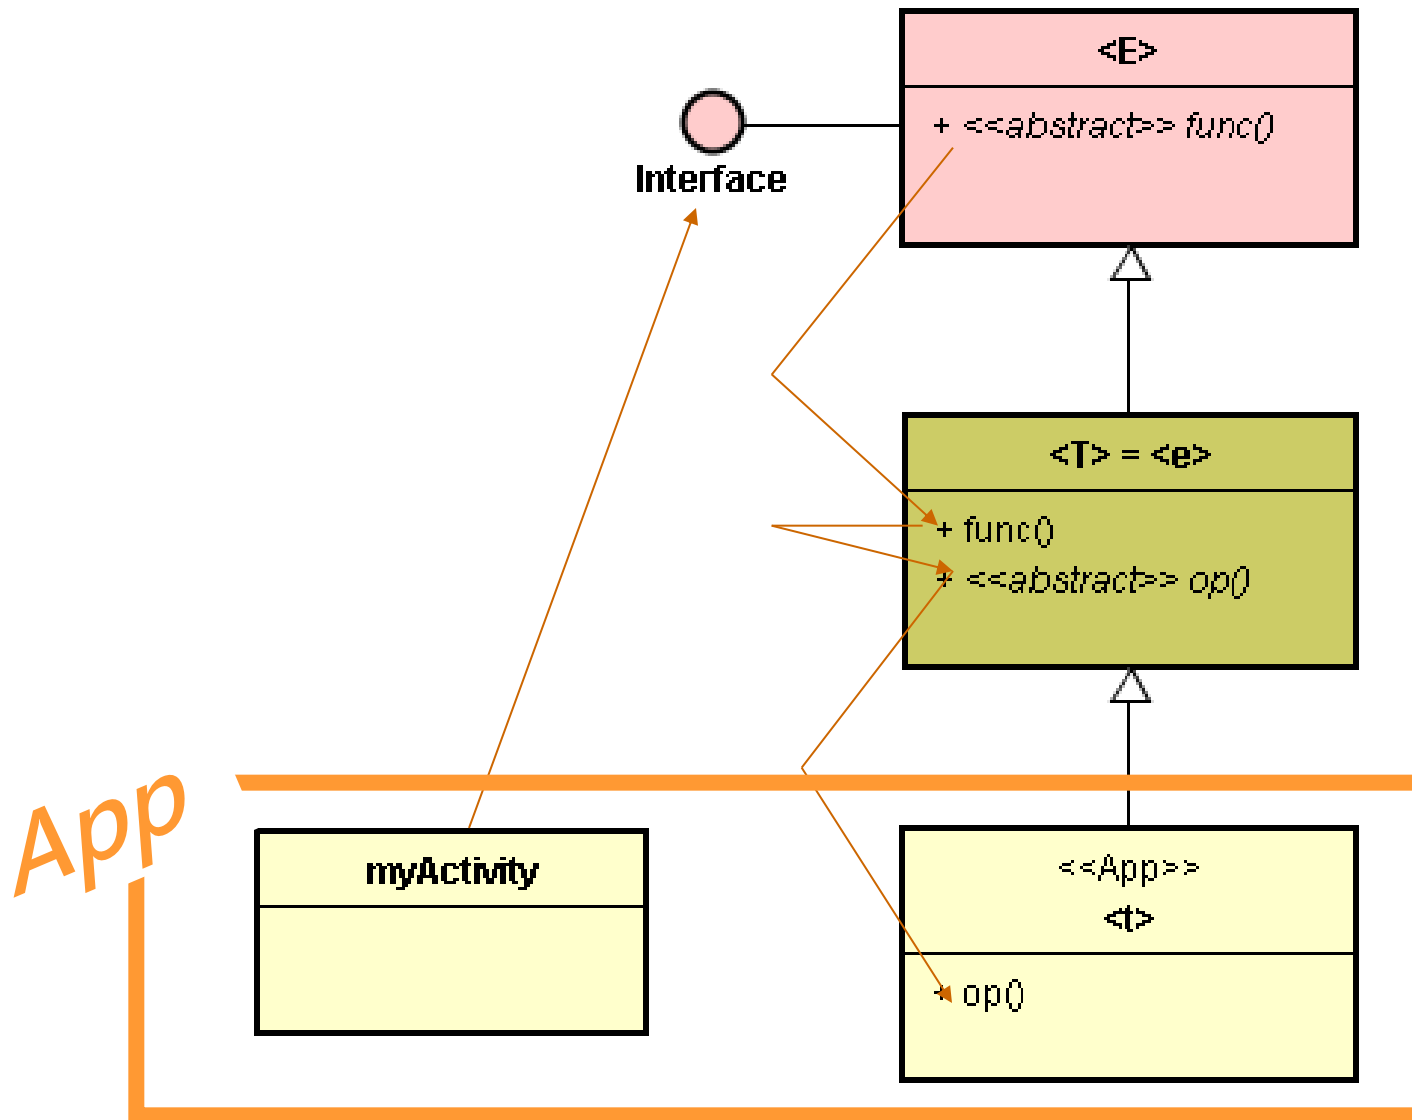 <E>
+ <<abstract>> func()
Interface
<T> = <e>
+ func()
+ <<abstract>> op()
App
myActivity
<<App>>
<t>
+ op()